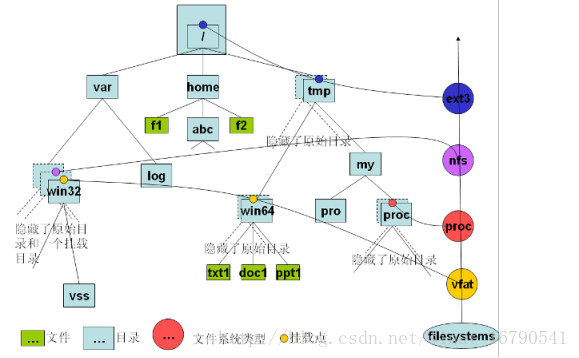 /
var
home
tmp
ext3
f1
f2
abc
隐藏了原始目录
nfs
win32
log
my
win64
pro
proc
proc
隐藏了原始目
录和一个挂载
目录
隐藏了原始目录
隐藏了原始目录
txt1
doc1
ppt1
vfat
vss
filesystems
... 文件
... 目录
... 文件系统类型
挂载点
http://blog.csdn.net/
6790541